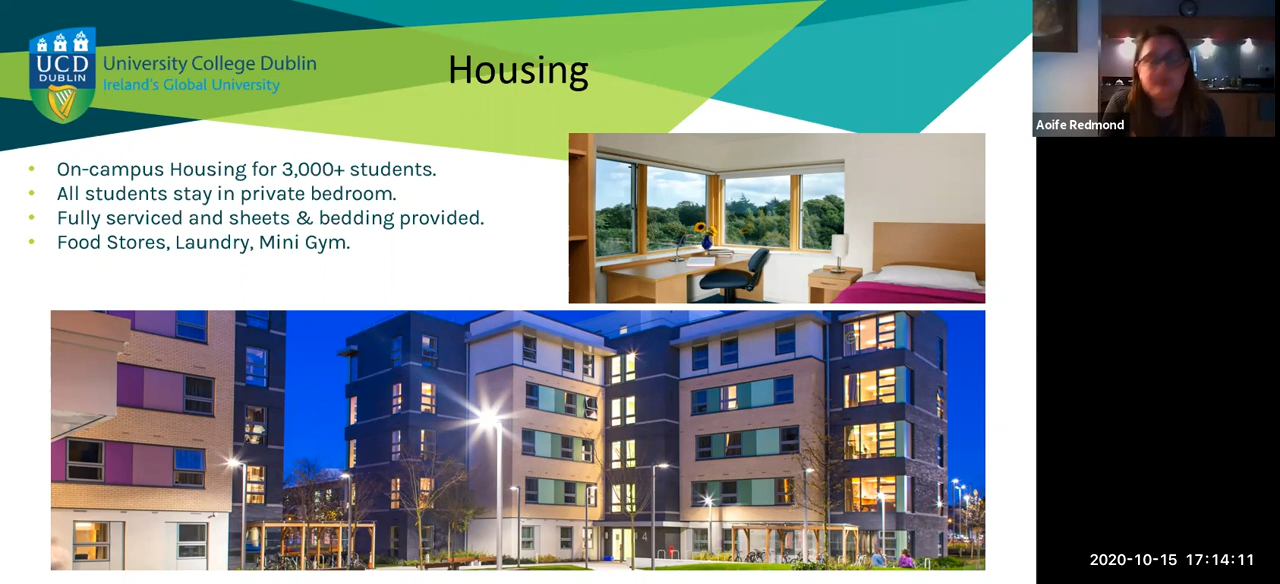 UCD
DUBLIN
University College Dublin
Ireland's Global University
Housing
Aoife Redmond
• On-campus Housing for 3,000+ students.
• All students stay in private bedroom.
• Fully serviced and sheets & bedding provided.
• Food Stores, Laundry, Mini Gym.
4
2020-10-15 17:14:11